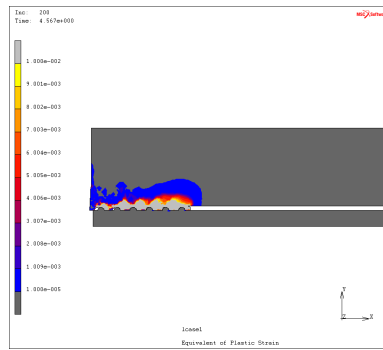 Inc: 200
Time: 4.567e+000
MSC Software
1.000e-002
9.001e-003
8.002e-003
7.003e-003
6.004e-003
5.005e-003
4.006e-003
3.007e-003
2.008e-003
1.009e-003
1.000e-005
Y
Z
lcase1
Equivalent of Plastic Strain